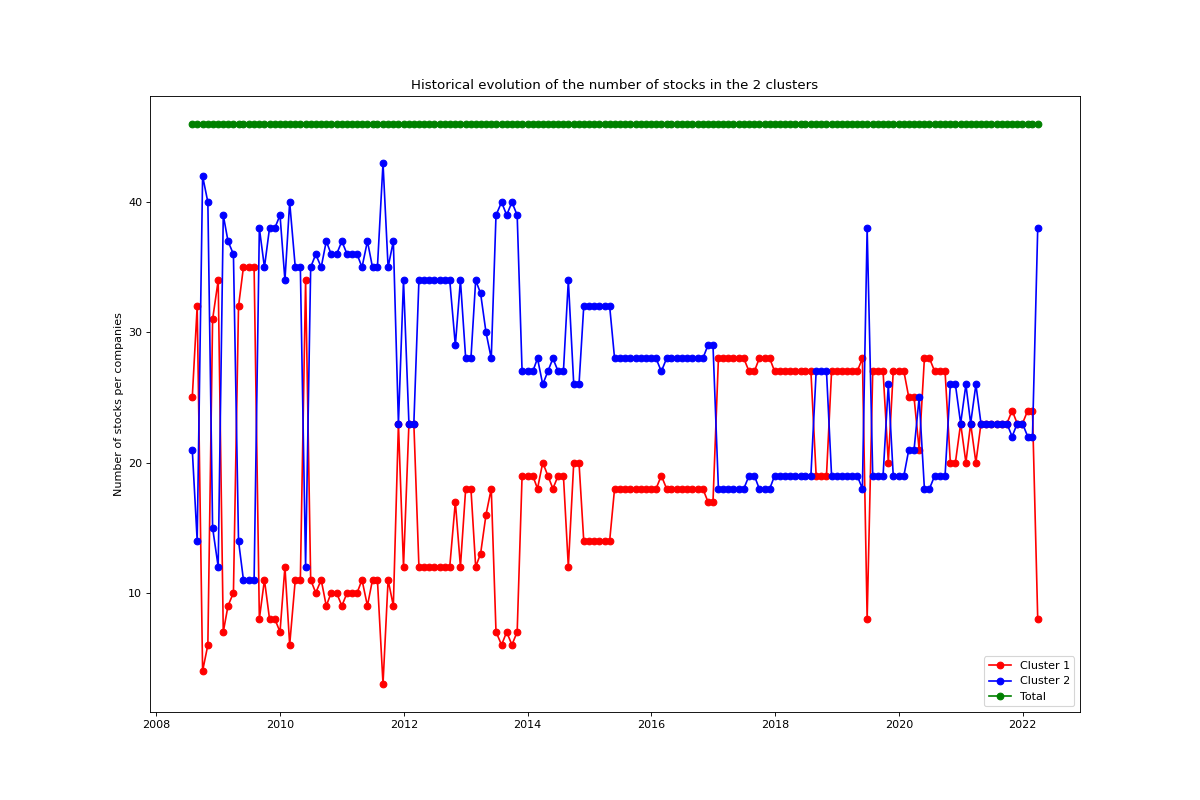 Historical evolution of the number of stocks in the 2 clusters
Number of stocks per companies
40
30
20
10
2008 2010 2012 2014 2016 2018 2020 2022
Cluster 1
Cluster 2
Total